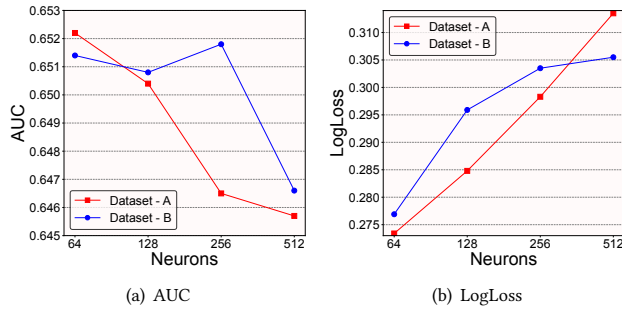 0.653
0.652
0.651
0.650
0.649
0.648
0.647
0.646
0.645
AUC
Dataset - A
Dataset - B
64 128 256 512
Neurons
(a) AUC
0.310
0.305
0.300
0.295
0.290
0.285
0.280
0.275
LogLoss
Dataset - A
Dataset - B
64 128 256 512
Neurons
(b) LogLoss